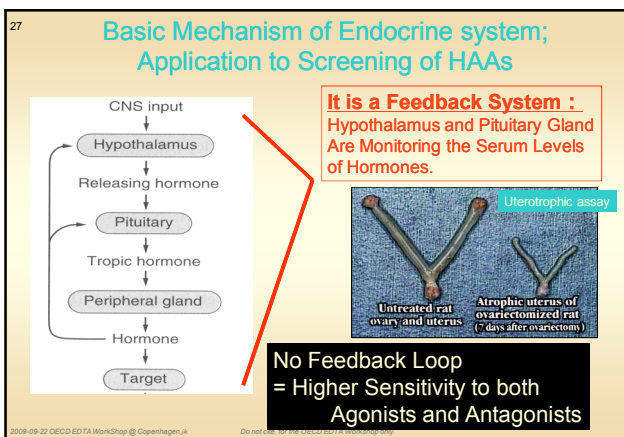 27
Basic Mechanism of Endocrine system;
Application to Screening of HAAs
CNS input
Hypothalamus
Releasing hormone
Pituitary
Tropic hormone
Peripheral gland
Hormone
Target
It is a Feedback System :
Hypothalamus and Pituitary Gland
Are Monitoring the Serum Levels
of Hormones.
Uterotrophic assay
Untreated rat
ovary and uterus
Atrophic uterus of
ovariectomized rat
(7 days after ovariectomy)
No Feedback Loop
= Higher Sensitivity to both
Agonists and Antagonists
2009-09-22 OECD EDTA WorkShop @ Copenhagen jk
Do not cite, for the OECD EDTA Workshop only